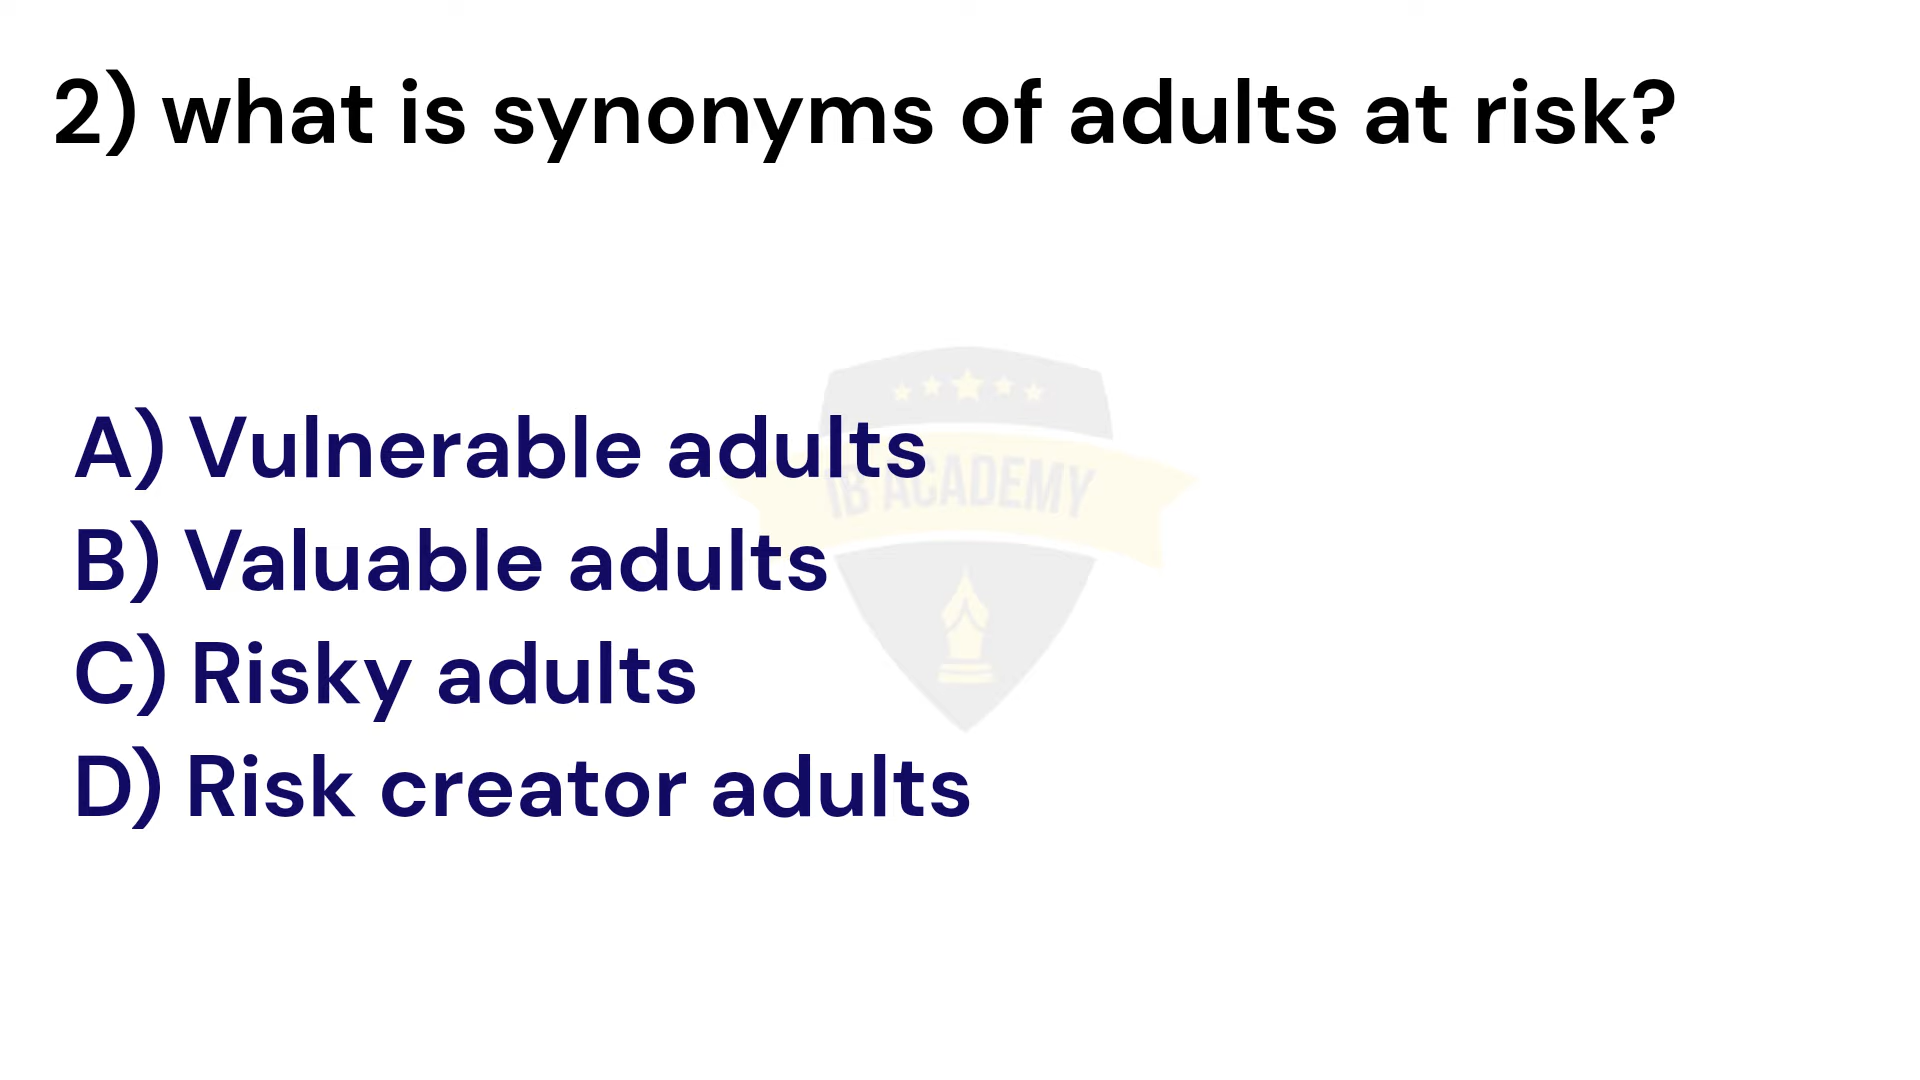 2) what is synonyms of adults at risk?
A) Vulnerable adults
IB ACADEMY
B) Valuable adults
C) Risky adults
D) Risk creator adults